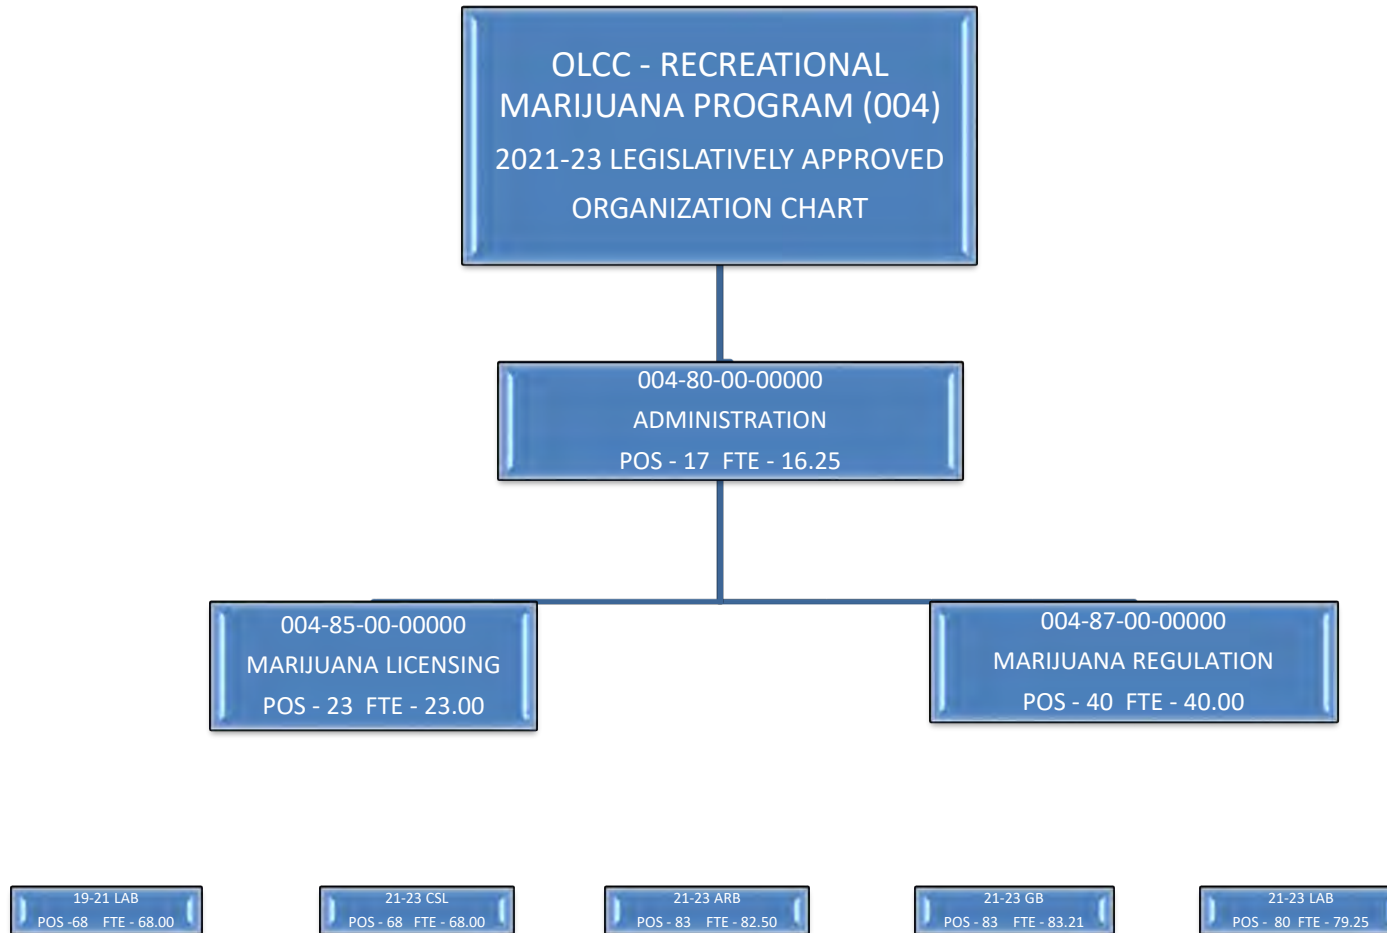 OLCC - RECREATIONAL
MARIJUANA PROGRAM (004)
2021-23 LEGISLATIVELY APPROVED
ORGANIZATION CHART
004-80-00-00000
ADMINISTRATION
POS - 17 FTE - 16.25
004-85-00-00000
MARIJUANA LICENSING
POS - 23 FTE - 23.00
004-87-00-00000
MARIJUANA REGULATION
POS - 40 FTE - 40.00
19-21 LAB
POS -68 FTE - 68.00
21-23 CSL
POS - 68 FTE - 68.00
21-23 ARB
POS - 83 FTE - 82.50
21-23 GB
POS - 83 FTE - 83.21
21-23 LAB
POS - 80 FTE - 79.25